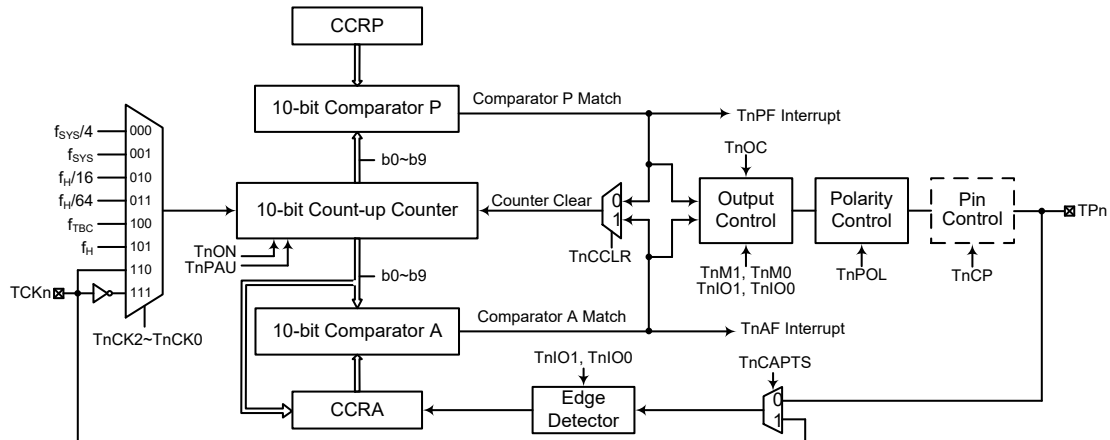 CCRP
10-bit Comparator P
Comparator P Match
TnPF Interrupt
b0~b9
TnOC
fSYS/4
000
fSYS
001
fH/16
010
fH/64
011
fTBC
100
fH
101
110
111
TCKn
TnCK2~TnCK0
10-bit Count-up Counter
TnON
TnPAU
Counter Clear
0
1
TnCCLR
Output
Control
TnM1, TnM0
TnIO1, TnIO0
Polarity
Control
TnPOL
Pin
Control
TnCP
TPn
b0~b9
10-bit Comparator A
Comparator A Match
TnAF Interrupt
CCRA
TnIO1, TnIO0
Edge
Detector
TnCAPTS
0
1